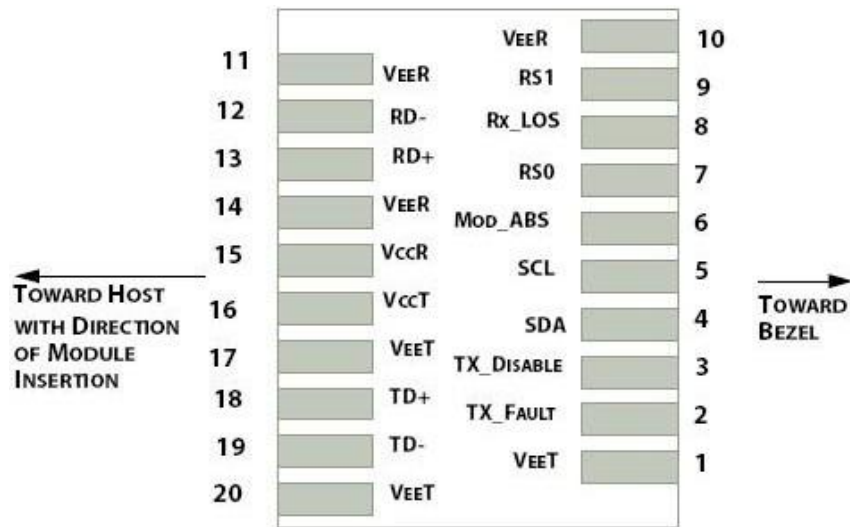 11 VEER
12 RD-
13 RD+
14 VEER
15 VCCR
16 VCCT
17 VEET
18 TD+
19 TD-
20 VEET
VEER 10
RS1 9
RX_LOS 8
RS0 7
MOD_ABS 6
SCL 5
SDA 4
TX_DISABLE 3
TX_FAULT 2
VEET 1
TOWARD HOST
WITH DIRECTION
OF MODULE
INSERTION
TOWARD
BEZEL